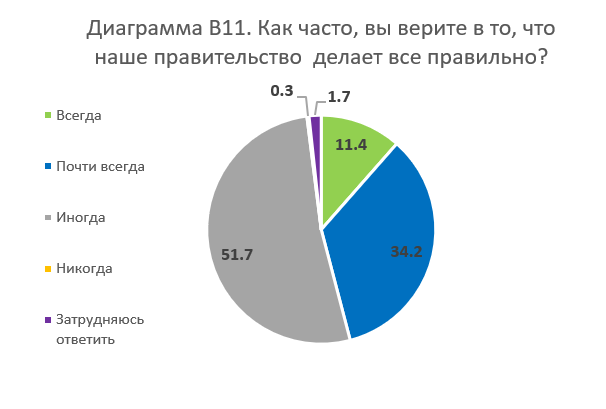 Диаграмма В11. Как часто, вы верите в то, что
наше правительство  делает все правильно?
0.3
1.7
Всегда
11.4
Почти всегда
Иногда
34.2
51.7
Никогда
Затрудняюсь
ответить